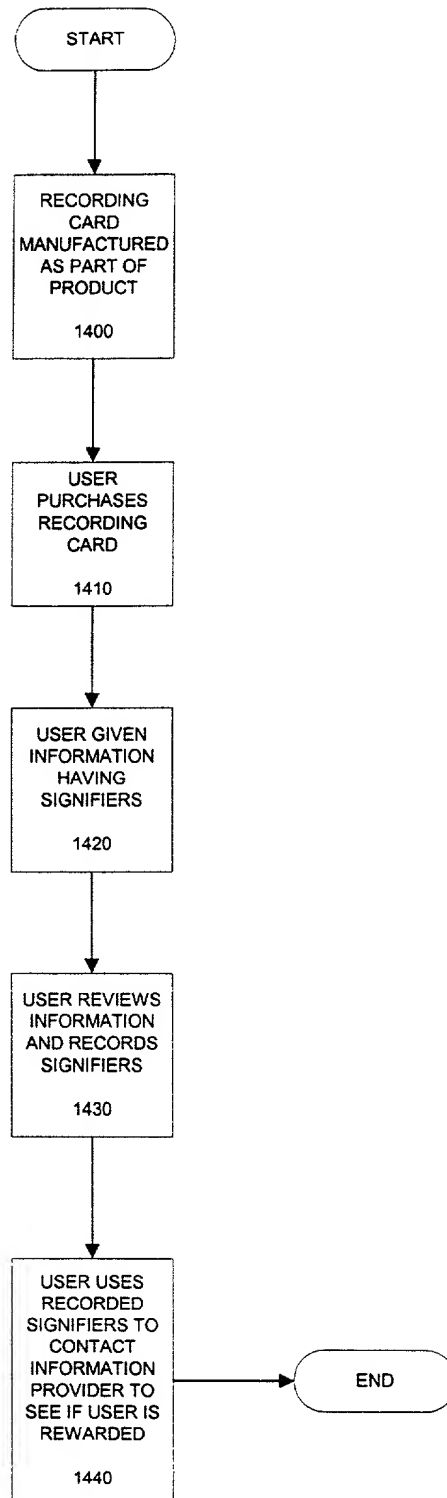 START
RECORDING
CARD
MANUFACTURED
AS PART OF
PRODUCT
1400
USER
PURCHASES
RECORDING
CARD
1410
USER GIVEN
INFORMATION
HAVING
SIGNIFIERS
1420
USER REVIEWS
INFORMATION
AND RECORDS
SIGNIFIERS
1430
USER USES
RECORDED
SIGNIFIERS TO
CONTACT
INFORMATION
PROVIDER TO
SEE IF USER IS
REWARDED
1440
END